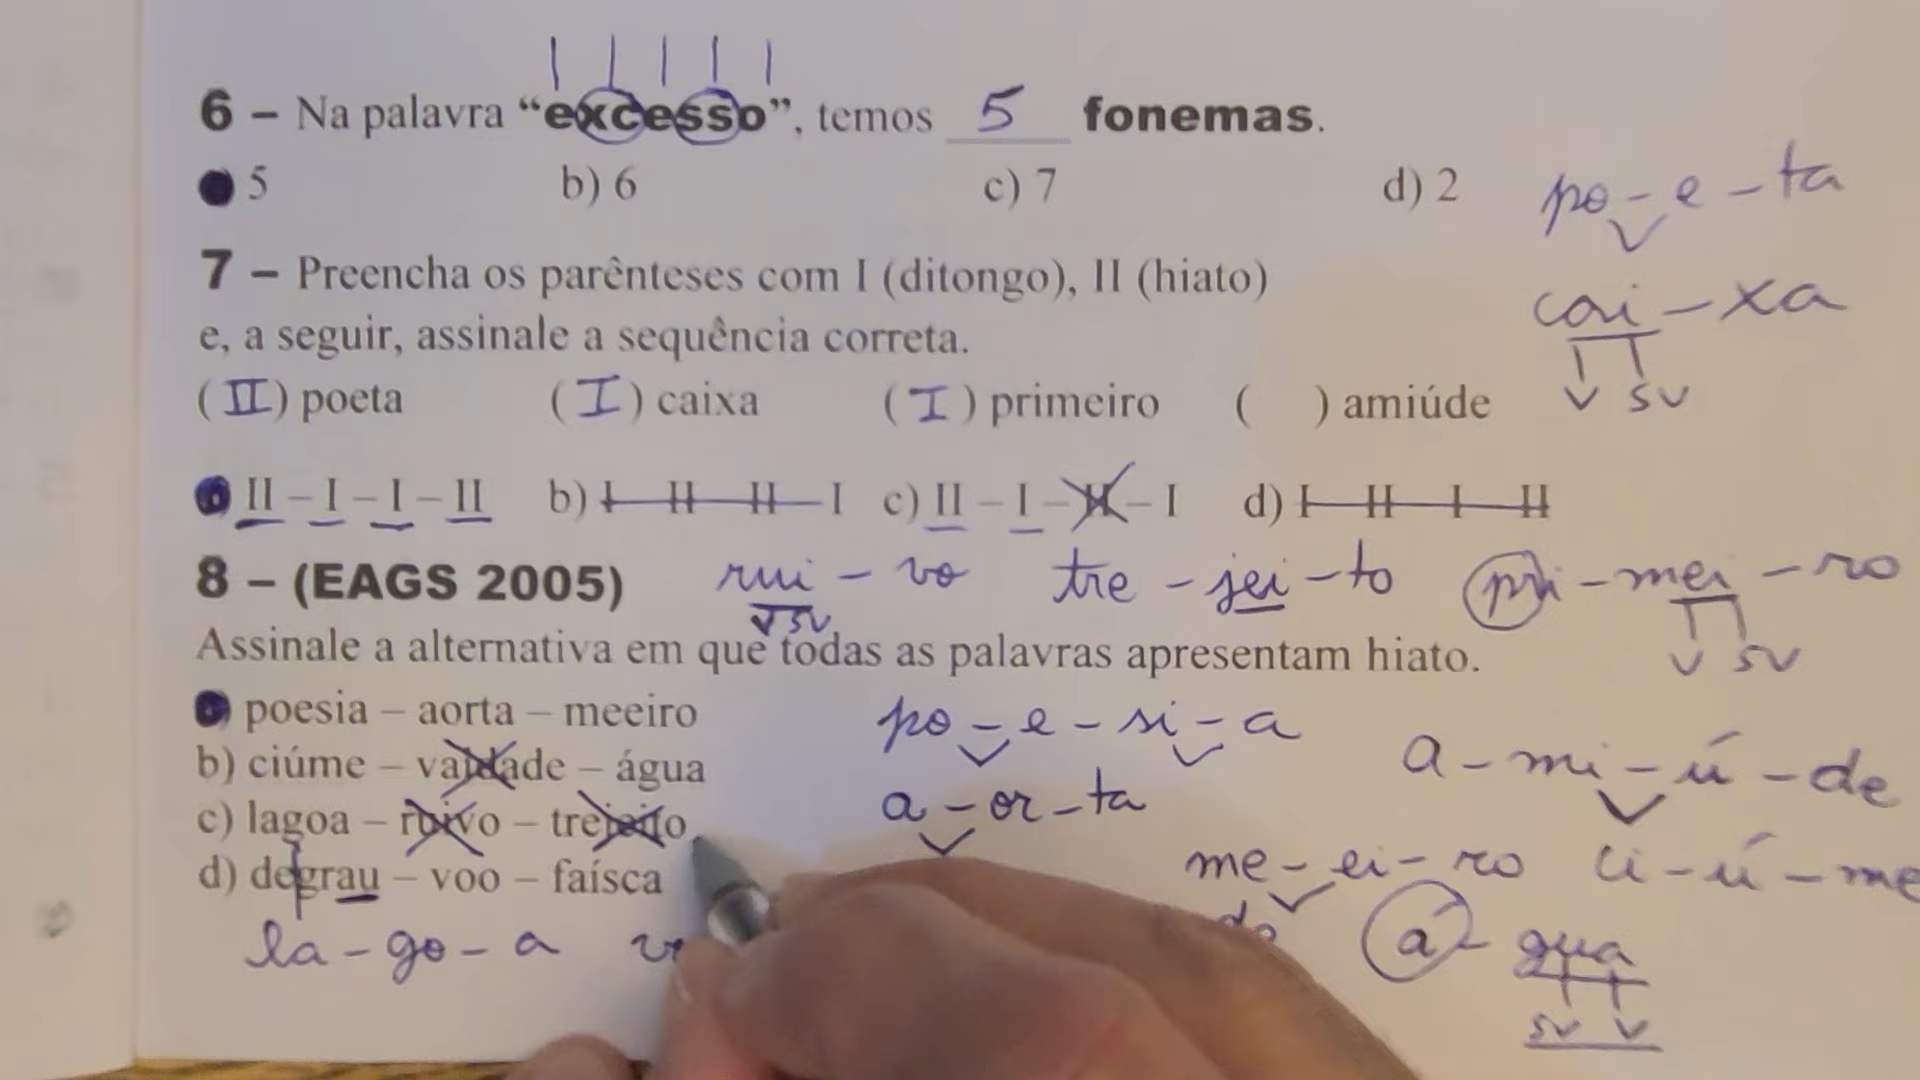 6 – Na palavra “excesso”, temos 5 fonemas.
5 b) 6 c) 7 d) 2
po - e - ta
7 – Preencha os parênteses com I (ditongo), II (hiato)
cai - xa
e, a seguir, assinale a sequência correta.
V SV
(II) poeta (I) caixa (I) primeiro ( ) amiúde
II – I – I – II b) I – II – II – I c) II – I – II – I d) I – II – I – II
8 – (EAGS 2005) rui - vo tre - jei - to pri - mei - ro
V SV
V SV
Assinale a alternativa em que todas as palavras apresentam hiato.
poesia – aorta – meeiro po - e - si - a
b) ciúme – vaidade – água a - mi - ú - de
c) lagoa – ruivo – trejeito a - or - ta
d) degrau – voo – faísca me - ei - ro ci - ú - me
la - go - a á - gua
SV V